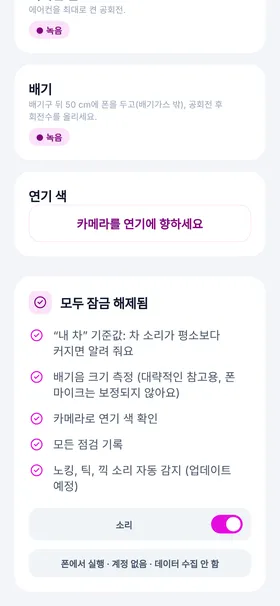 에어컨을 최대로 켠 공회전.
녹음
배기
배기구 뒤 50 cm에 폰을 두고(배기가스 밖), 공회전 후
회전수를 올리세요.
녹음
연기 색
카메라를 연기에 향하세요
모두 잠금 해제됨
“내 차” 기준값: 차 소리가 평소보다
커지면 알려 줘요
배기음 크기 측정 (대략적인 참고용, 폰
마이크는 보정되지 않아요)
카메라로 연기 색 확인
모든 점검 기록
노킹, 틱, 끽 소리 자동 감지 (업데이트
예정)
소리
폰에서 실행 · 계정 없음 · 데이터 수집 안 함